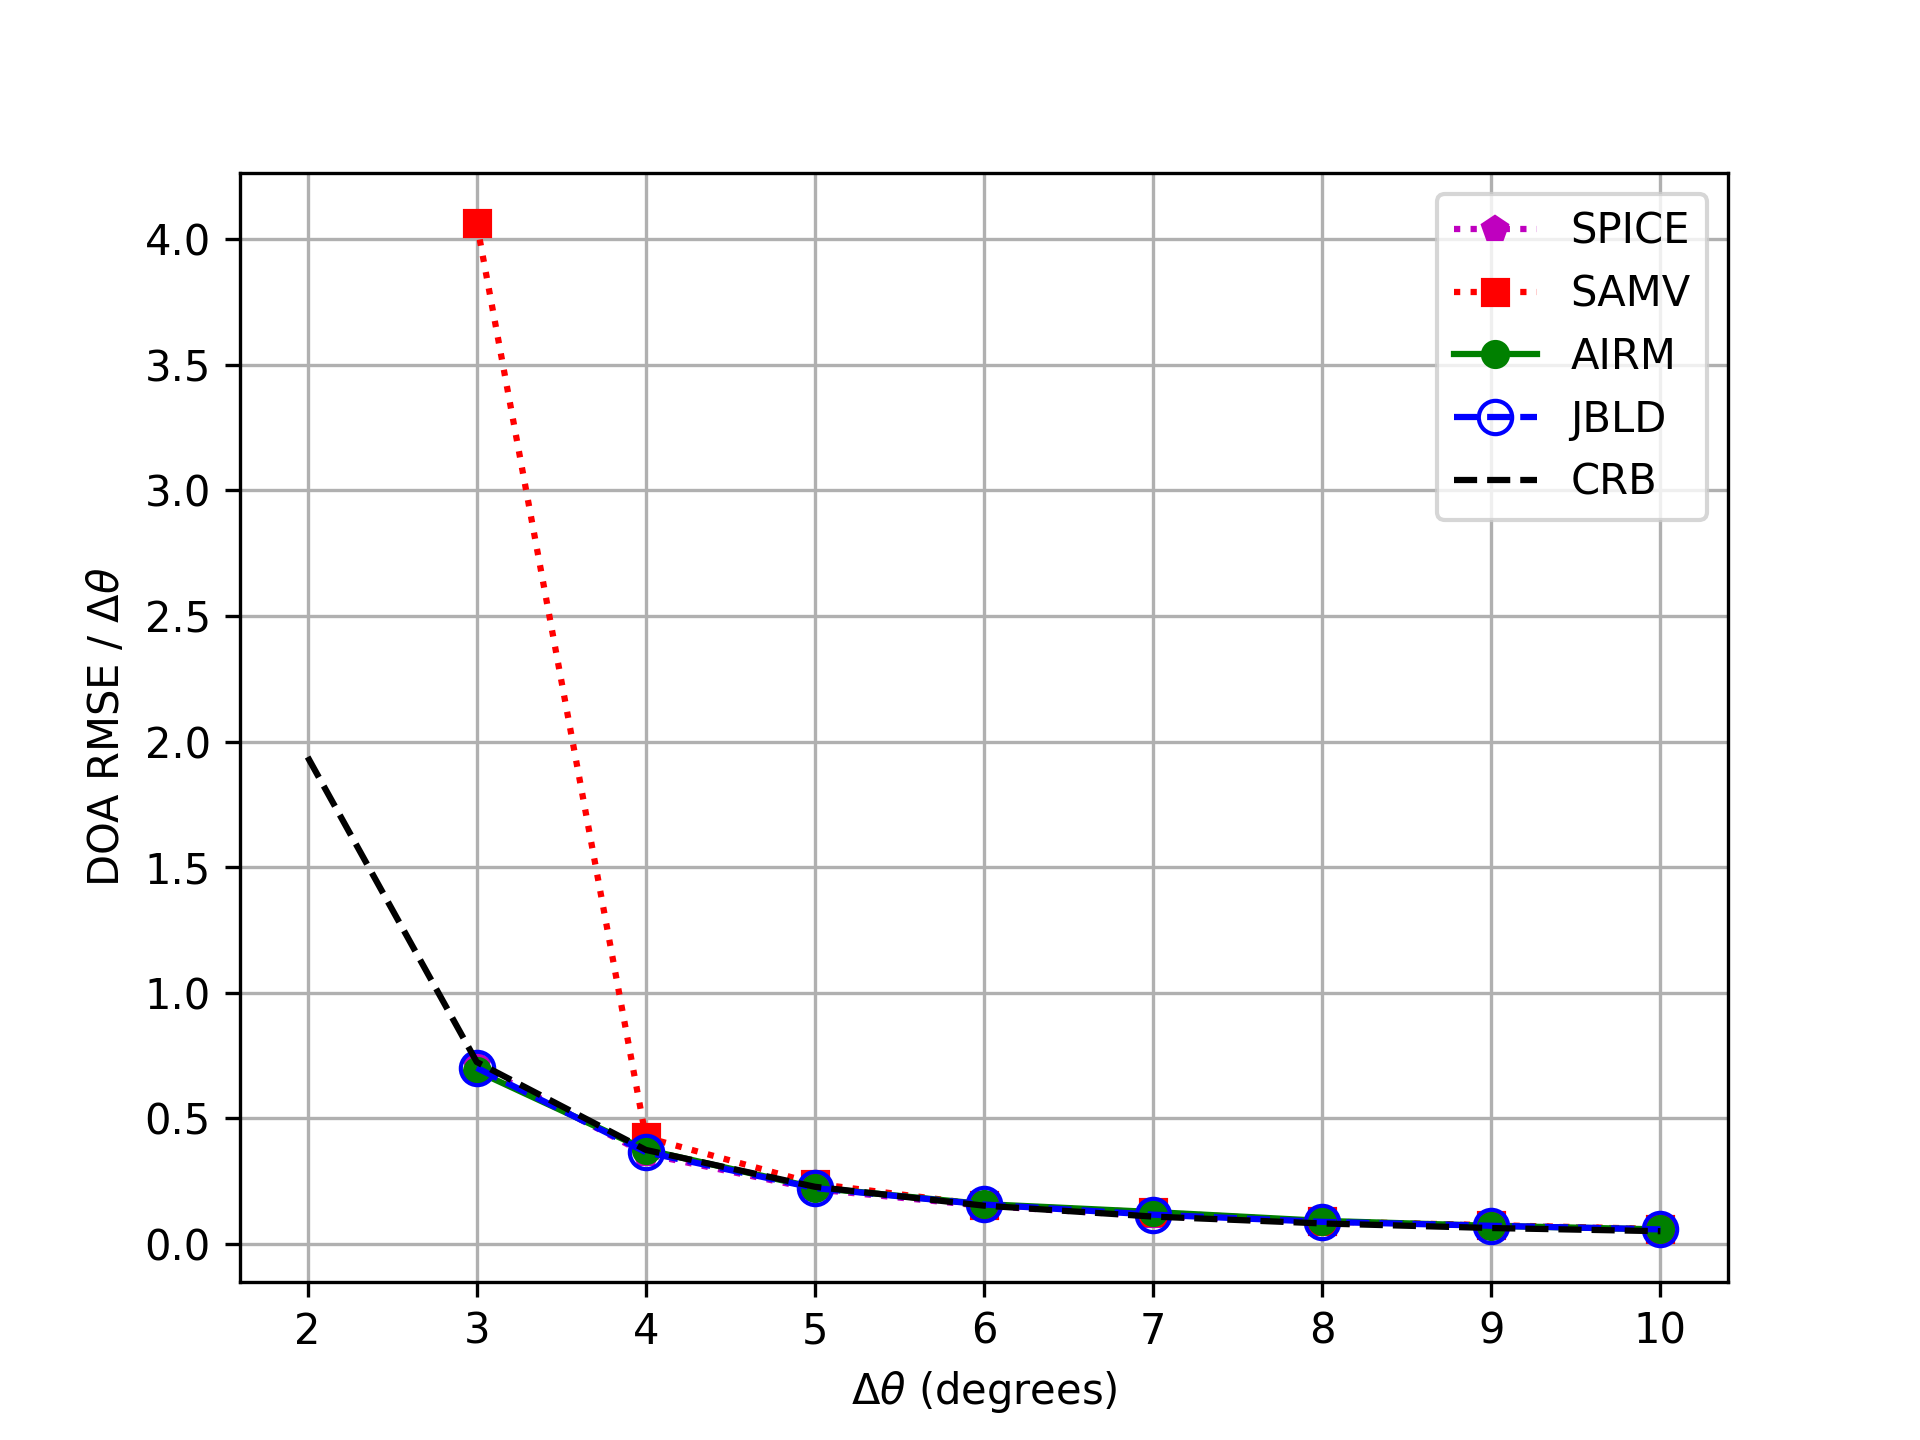 4.0
3.5
3.0
2.5
2.0
1.5
1.0
0.5
0.0
2 3 4 5 6 7 8 9 10
DOA RMSE / Δθ
Δθ (degrees)
SPICE
SAMV
AIRM
JBLD
CRB